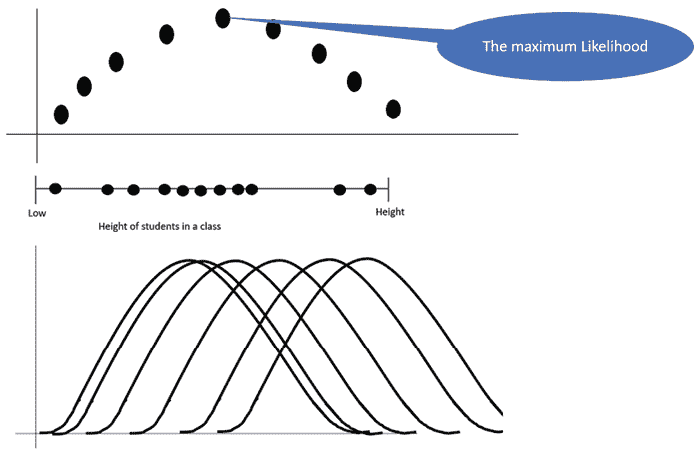 The maximum Likelihood
Low
Height
Height of students in a class